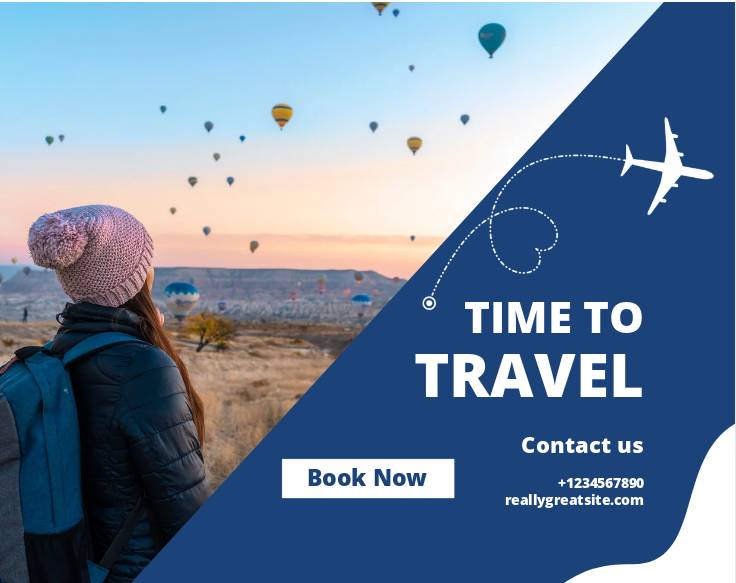 TIME TO
TRAVEL
Contact us
Book Now
+1234567890
reallygreatsite.com